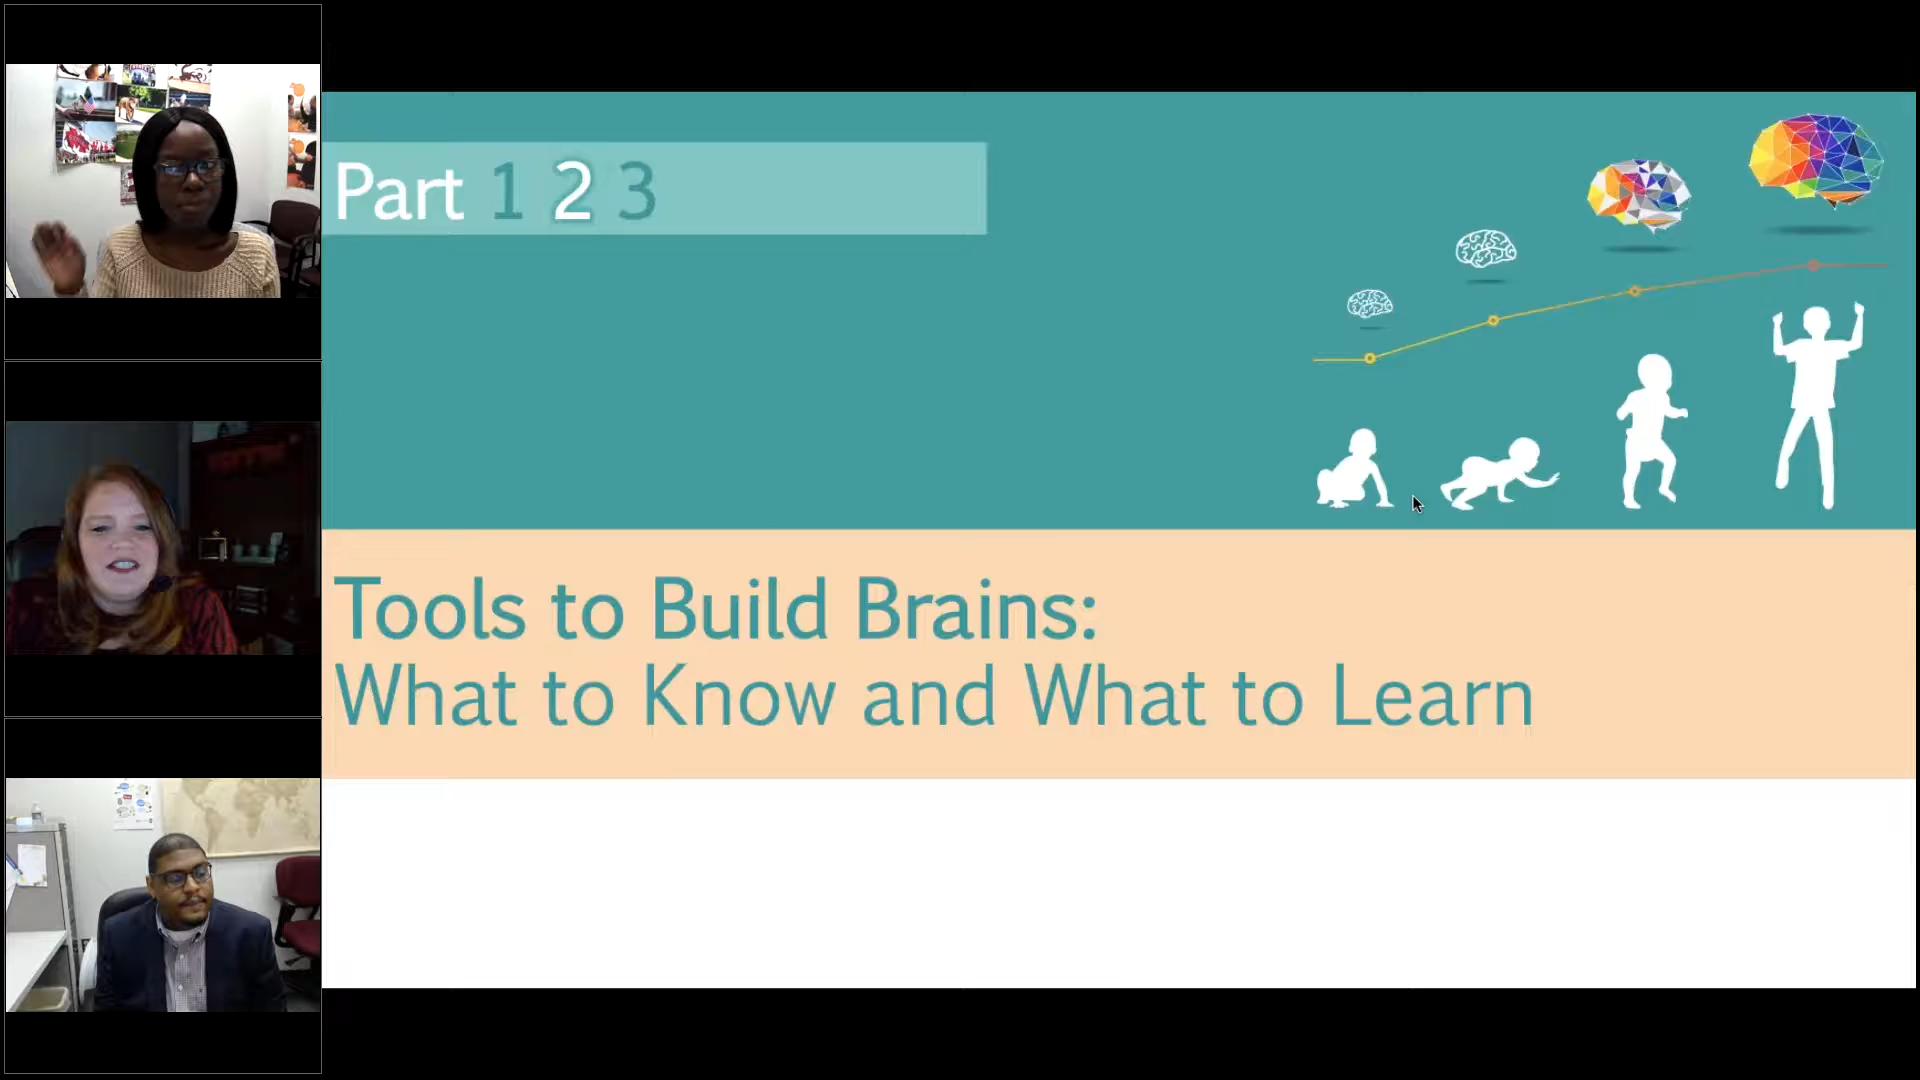 Part 1 2 3
Tools to Build Brains:
What to Know and What to Learn